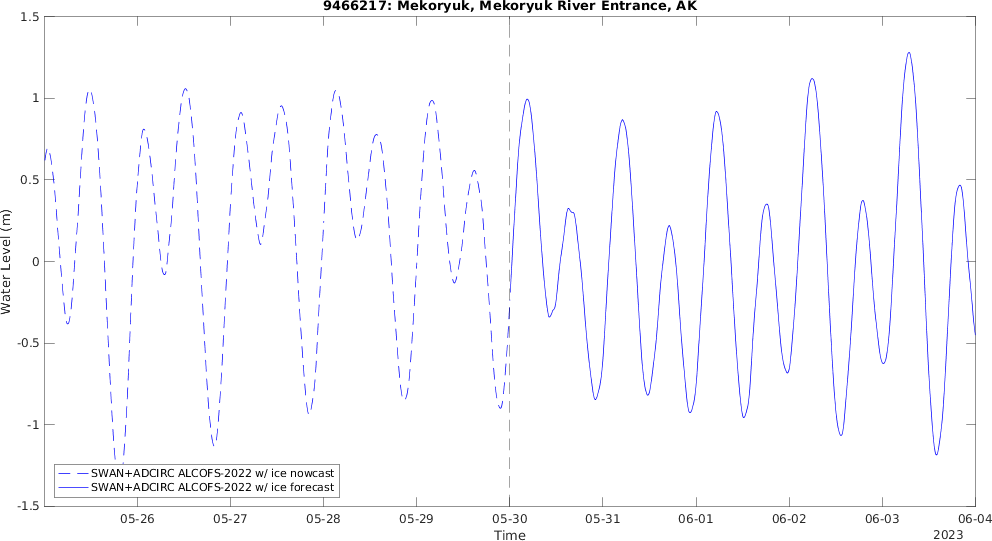 9466217: Mekoryuk, Mekoryuk River Entrance, AK
1.5
1
0.5
0
-0.5
-1
-1.5
Water Level (m)
SWAN+ADCIRC ALCOFS-2022 w/ ice nowcast
SWAN+ADCIRC ALCOFS-2022 w/ ice forecast
05-26 05-27 05-28 05-29 05-30 05-31 06-01 06-02 06-03 06-04
Time
2023